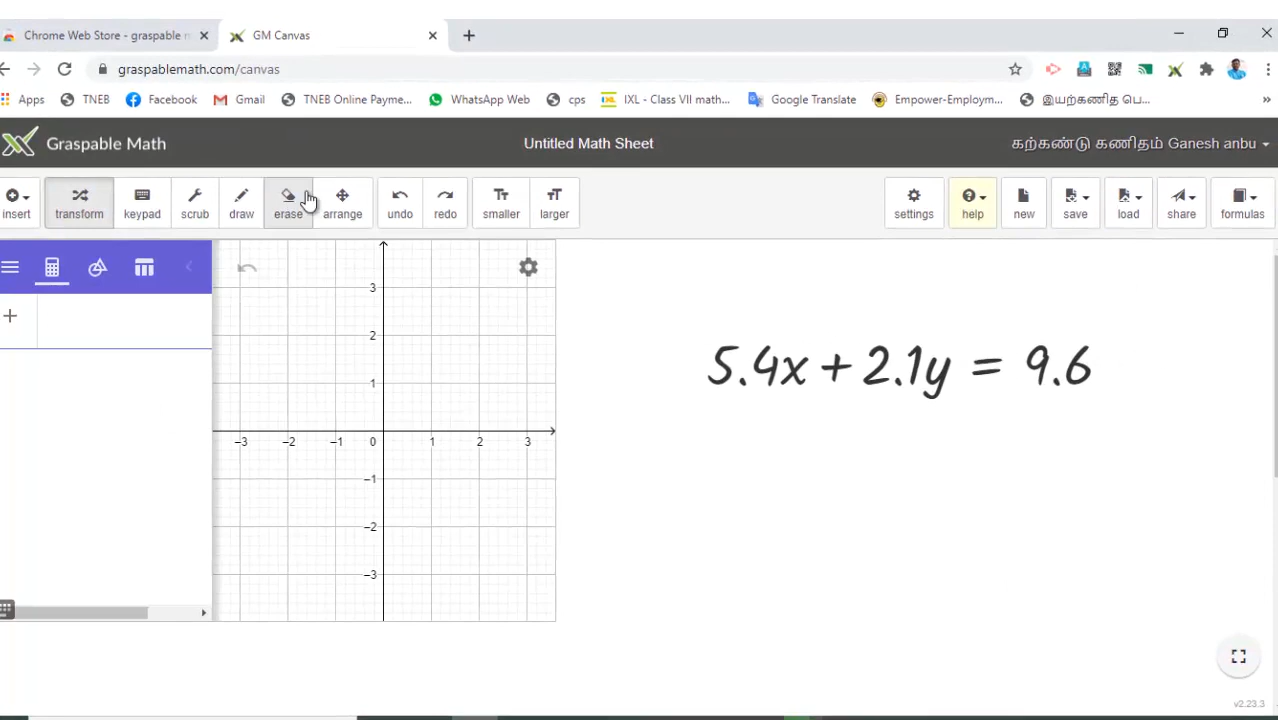 Chrome Web Store - graspable m
GM Canvas
graspablemath.com/canvas
Apps TNEB Facebook Gmail TNEB Online Payme... WhatsApp Web cps IXL - Class VII math... Google Translate Empower-Employm... இயற்கணித பெ... »
Graspable Math Untitled Math Sheet கற்கண்டு கணிதம் Ganesh anbu
insert transform keypad scrub draw erase arrange undo redo smaller larger settings help new save load share formulas
3
2
1
5.4x + 2.1y = 9.6
−3 −2 −1 0 1 2 3
−1
−2
−3
v2.23.3